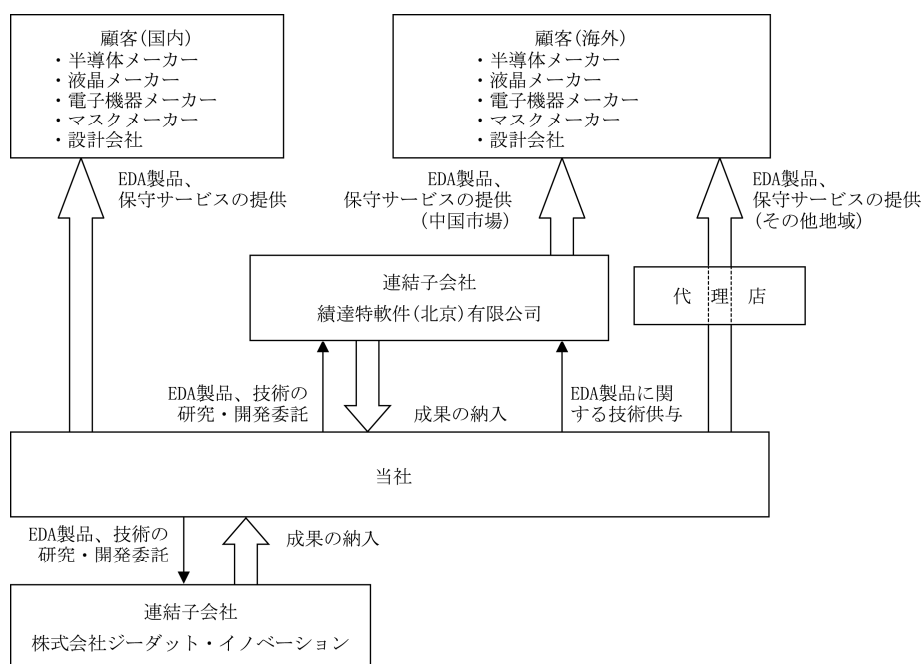 顧客(国内)
・半導体メーカー
・液晶メーカー
・電子機器メーカー
・マスクメーカー
・設計会社
顧客(海外)
・半導体メーカー
・液晶メーカー
・電子機器メーカー
・マスクメーカー
・設計会社
EDA製品、
保守サービスの提供
EDA製品、
保守サービスの提供
(中国市場)
EDA製品、
保守サービスの提供
(その他地域)
連結子会社
績達特軟件(北京)有限公司
代 理 店
EDA製品、技術の
研究・開発委託
成果の納入
EDA製品に関
する技術供与
当社
EDA製品、技術の
研究・開発委託
成果の納入
連結子会社
株式会社ジーダット・イノベーション